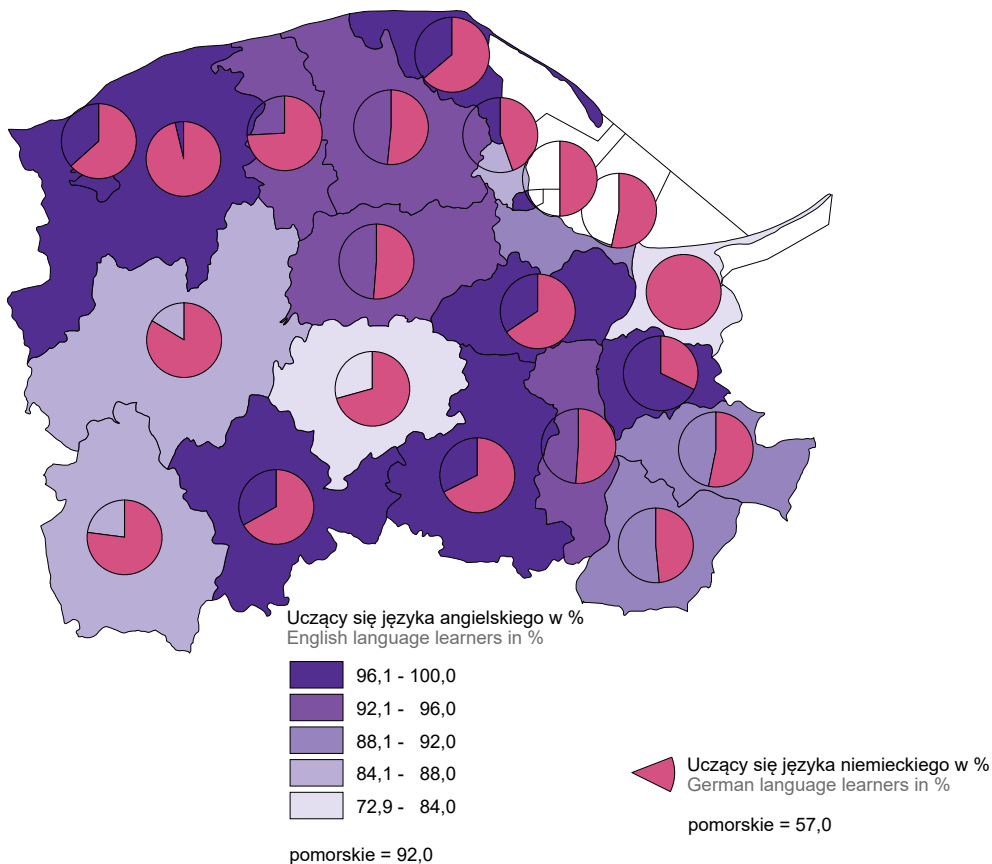 Uczący się języka angielskiego w %
English language learners in %
96,1 - 100,0
92,1 - 96,0
88,1 - 92,0
84,1 - 88,0
72,9 - 84,0
pomorskie = 92,0
Uczący się języka niemieckiego w %
German language learners in %
pomorskie = 57,0